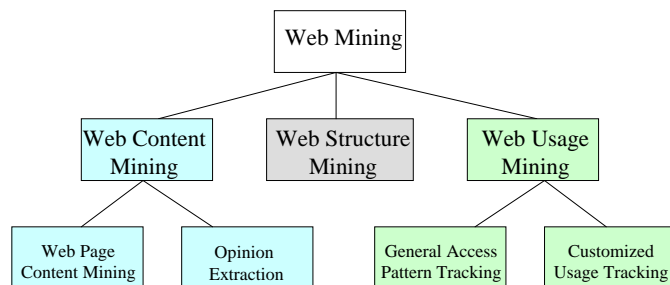 Web Mining
Web Content
Mining
Web Structure
Mining
Web Usage
Mining
Web Page
Content Mining
Opinion
Extraction
General Access
Pattern Tracking
Customized
Usage Tracking